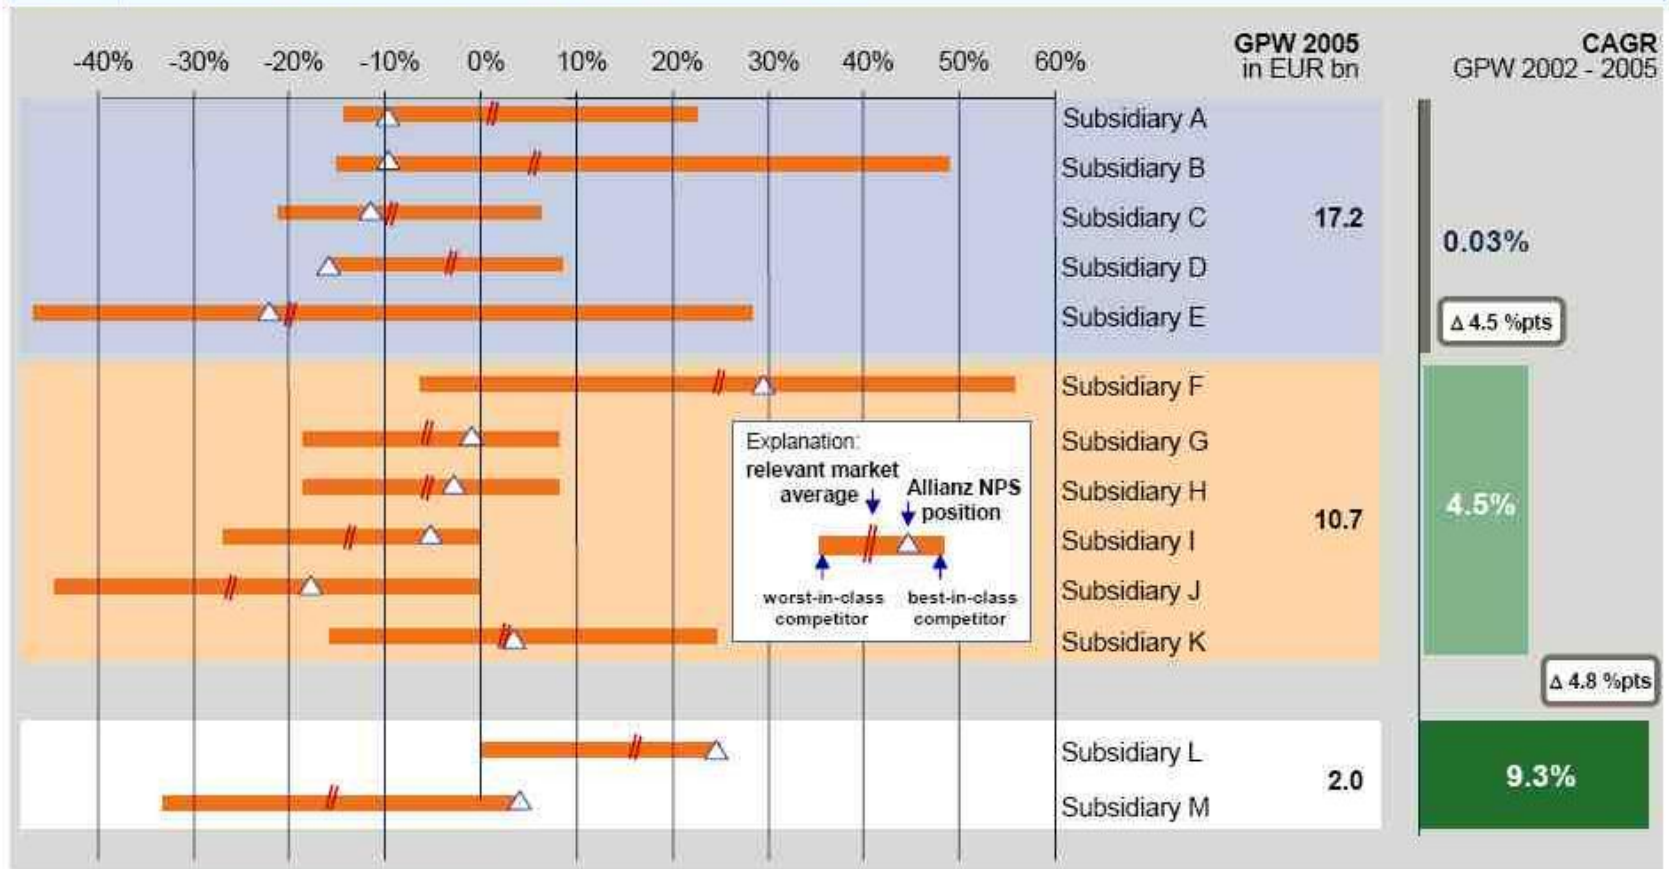 -40% -30% -20% -10% 0% 10% 20% 30% 40% 50% 60%
GPW 2005
in EUR bn
CAGR
GPW 2002 - 2005
Subsidiary A
Subsidiary B
Subsidiary C
Subsidiary D
Subsidiary E
17.2
0.03%
Δ 4.5 %pts
Subsidiary F
Subsidiary G
Subsidiary H
Subsidiary I
Subsidiary J
Subsidiary K
10.7
4.5%
Explanation:
relevant market
average
Allianz NPS
position
worst-in-class
competitor
best-in-class
competitor
Δ 4.8 %pts
Subsidiary L
Subsidiary M
2.0
9.3%